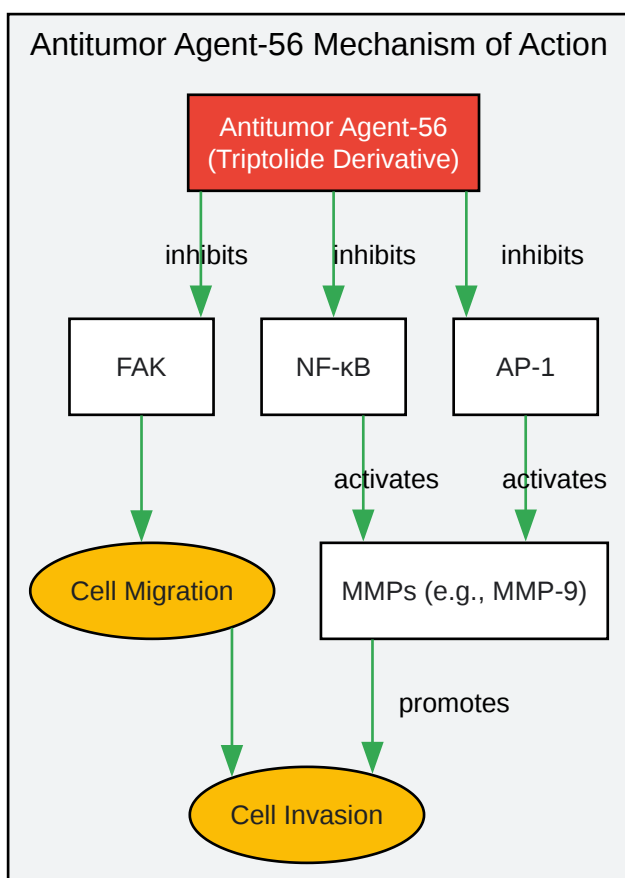 Antitumor Agent-56 Mechanism of Action
Antitumor Agent-56
(Triptolide Derivative)
inhibits
inhibits
inhibits
FAK
NF-κB
AP-1
activates
activates
Cell Migration
MMPs (e.g., MMP-9)
promotes
Cell Invasion